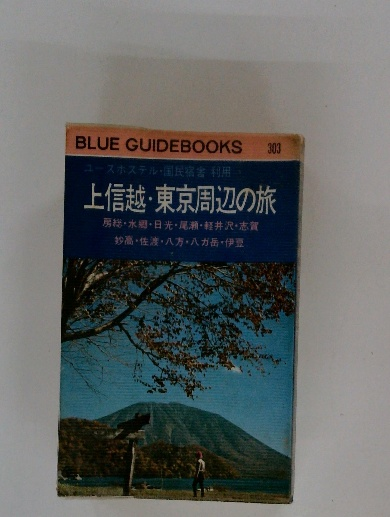 BLUE GUIDEBOOKS 303
ユースホステル・国民宿舎 利用
上信越・東京周辺の旅
房総・水郷・日光・尾瀬・軽井沢・志賀
妙高・佐渡・八方・八ガ岳・伊豆